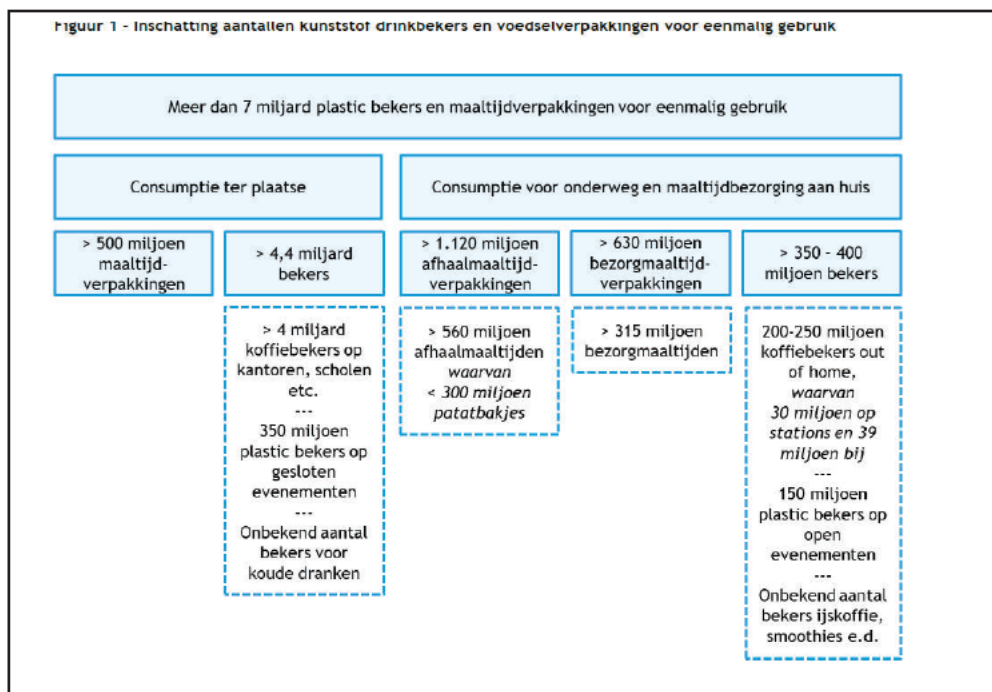 Figuur 1 - Inschatting aantallen kunststof drinkbekers en voedselverpakkingen voor eenmalig gebruik
Meer dan 7 miljard plastic bekers en maaltijdverpakkingen voor eenmalig gebruik
Consumptie ter plaatse
Consumptie voor onderweg en maaltijdbezorging aan huis
> 500 miljoen
maaltijd-
verpakkingen
> 4,4 miljard
bekers
> 1.120 miljoen
afhaalmaaltijd-
verpakkingen
> 630 miljoen
bezorgmaaltijd-
verpakkingen
> 350 - 400
miljoen bekers
> 4 miljard
koffiebekers op
kantoren, scholen
etc.
---
350 miljoen
plastic bekers op
gesloten
evenementen
---
Onbekend aantal
bekers voor
koude dranken
> 560 miljoen
afhaalmaaltijden
waarvan
< 300 miljoen
patatbakjes
> 315 miljoen
bezorgmaaltijden
200-250 miljoen
koffiebekers out
of home,
waarvan
30 miljoen op
stations en 39
miljoen bij
---
150 miljoen
plastic bekers op
open
evenementen
---
Onbekend aantal
bekers ijskoffie,
smoothies e.d.